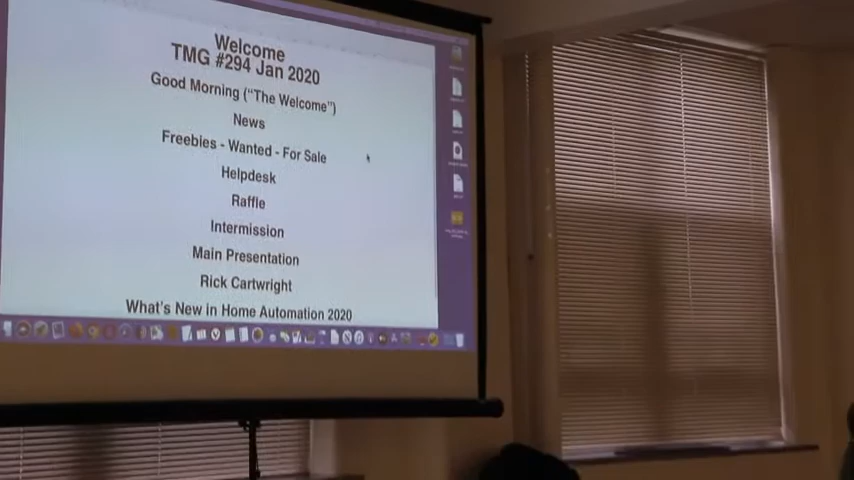 Welcome
TMG #294 Jan 2020
Good Morning ("The Welcome")
News
Freebies - Wanted - For Sale
Helpdesk
Raffle
Intermission
Main Presentation
Rick Cartwright
What's New in Home Automation 2020